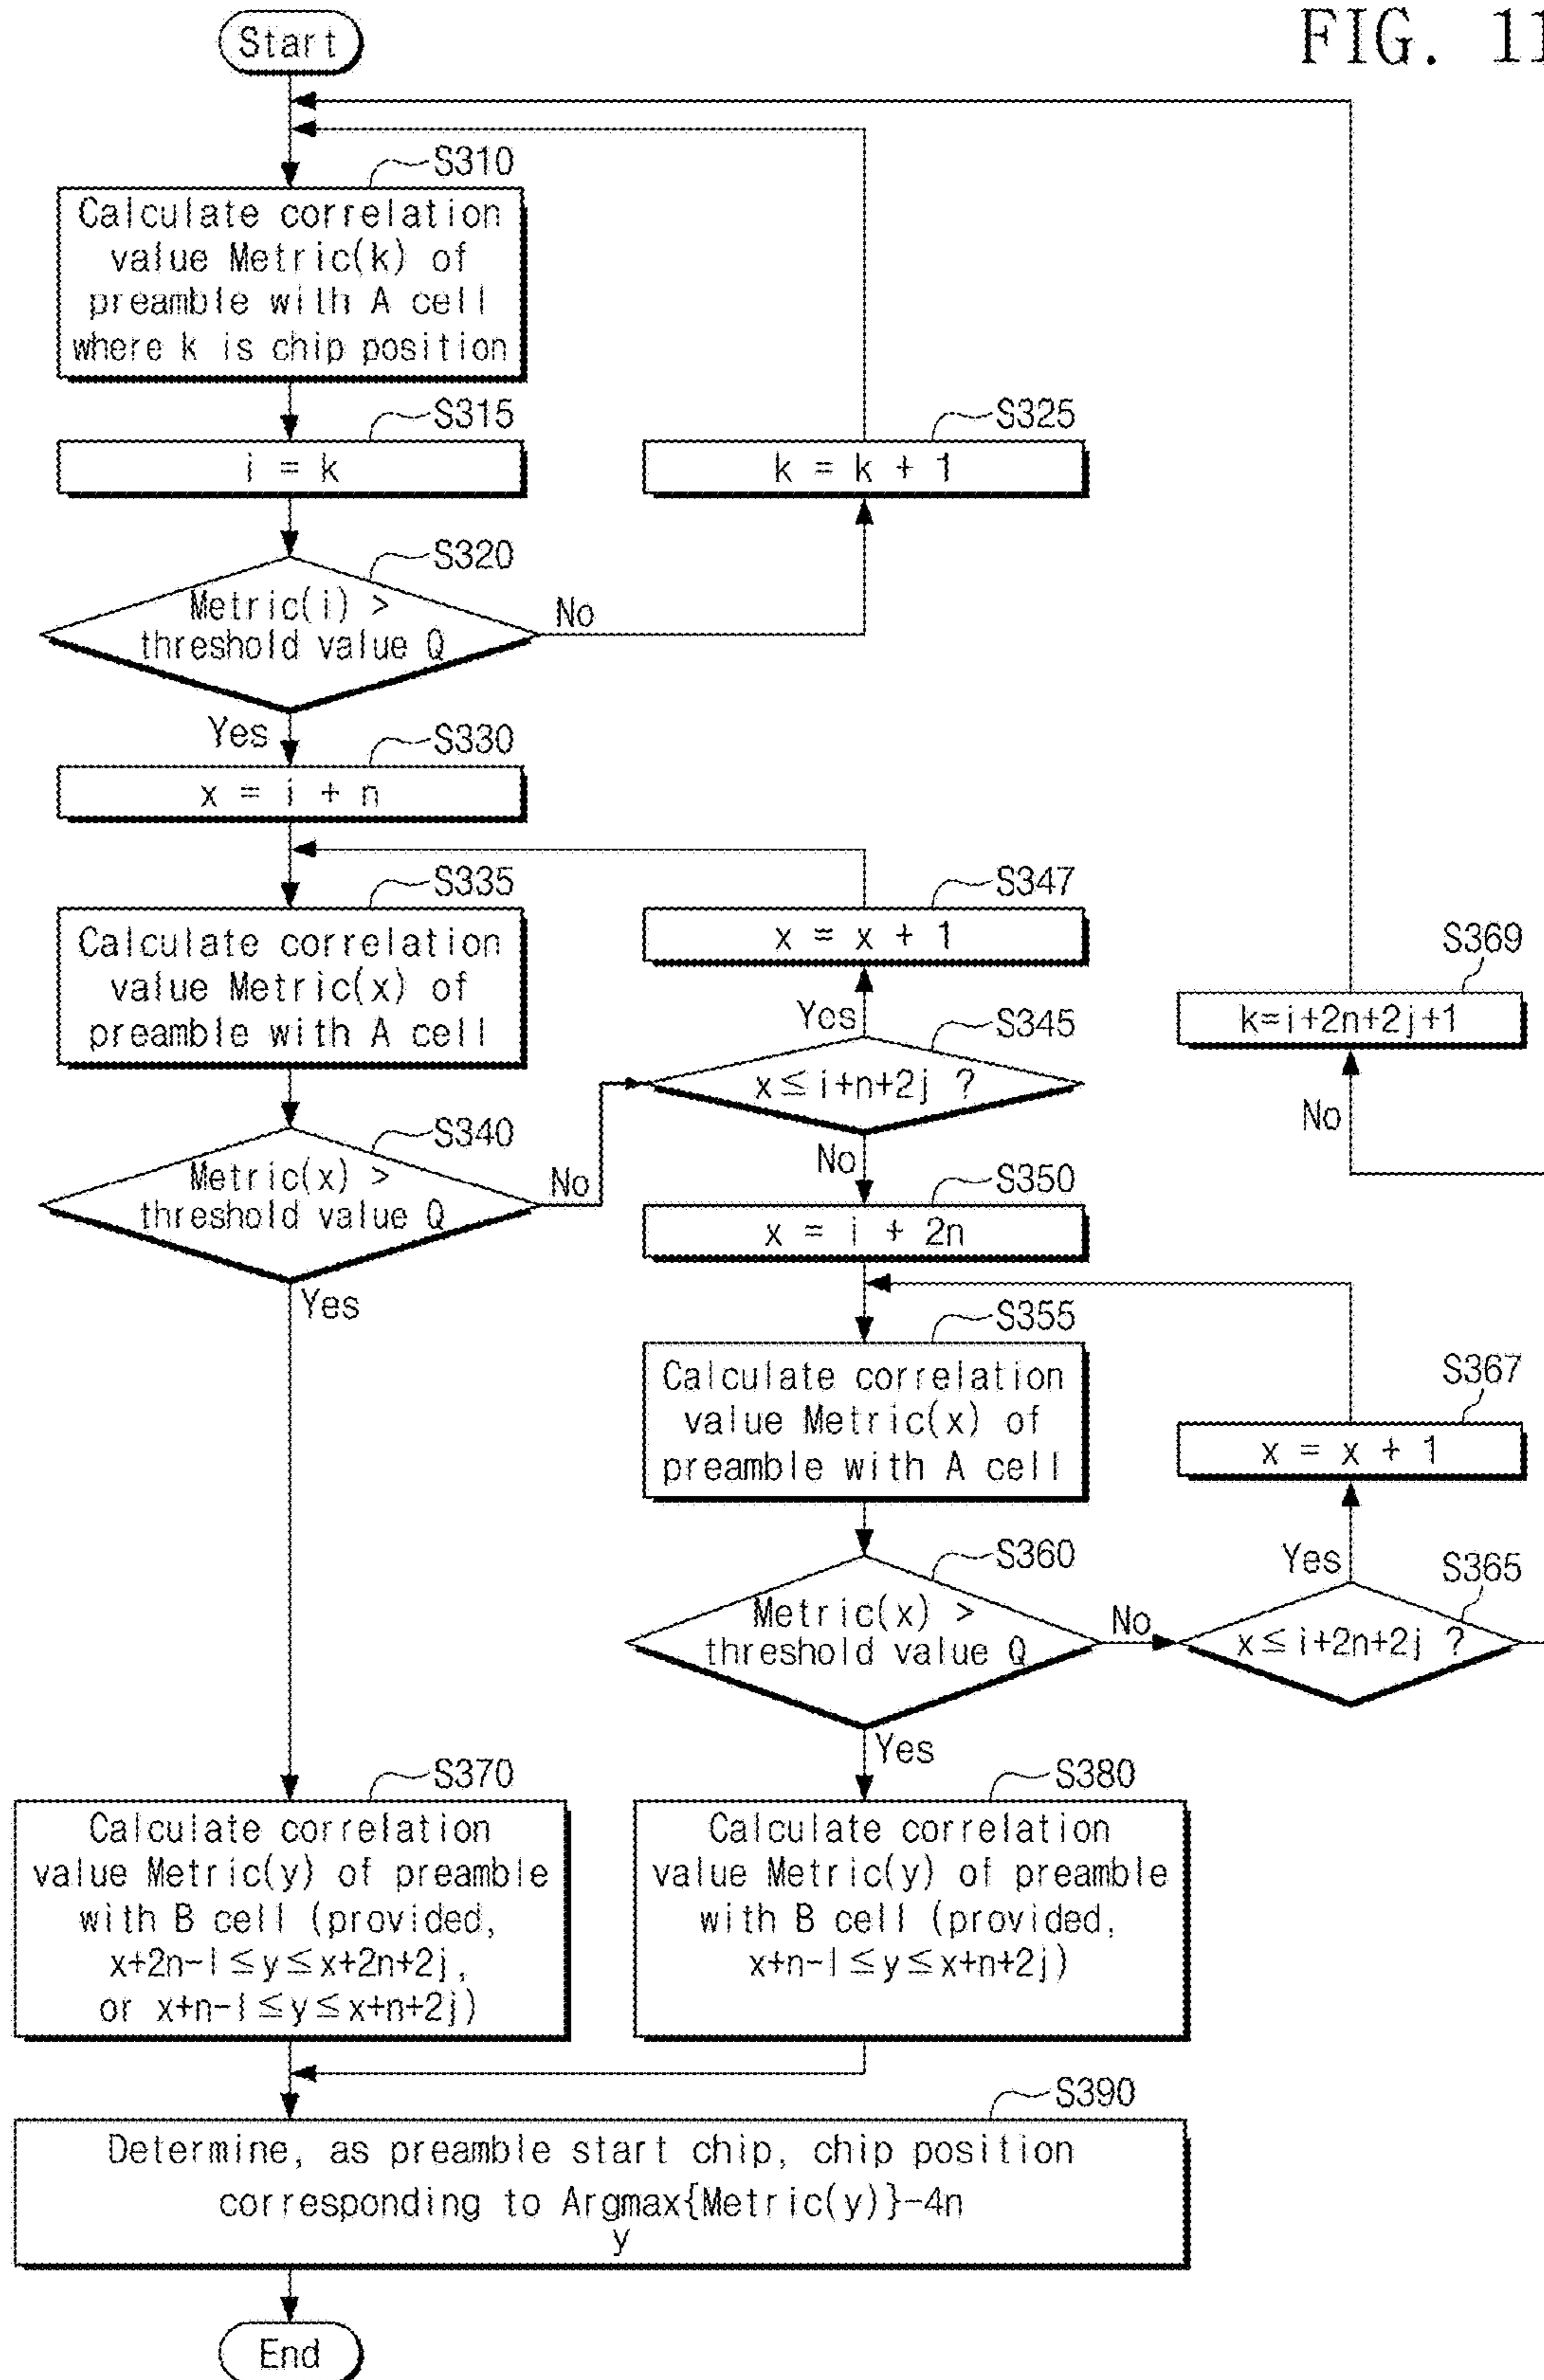 FIG. 11
Start
S310
Calculate correlation
value Metric(k) of
preamble with A cell
where k is chip position
S315
i = k
S325
k = k + 1
S320
Metric(i) >
threshold value Q
No
Yes
S330
x = i + n
S335
Calculate correlation
value Metric(x) of
preamble with A cell
S347
x = x + 1
S369
k=i+2n+2j+1
Yes
S345
x≤i+n+2j ?
No
S340
Metric(x) >
threshold value Q
No
No
S350
x = i + 2n
Yes
S355
Calculate correlation
value Metric(x) of
preamble with A cell
S367
x = x + 1
S360
Metric(x) >
threshold value Q
No
Yes
S365
x≤i+2n+2j ?
Yes
S370
Calculate correlation
value Metric(y) of preamble
with B cell (provided,
x+2n-l≤y≤x+2n+2j,
or x+n-l≤y≤x+n+2j)
S380
Calculate correlation
value Metric(y) of preamble
with B cell (provided,
x+n-l≤y≤x+n+2j)
S390
Determine, as preamble start chip, chip position
corresponding to Argmax{Metric(y)}-4n
y
End